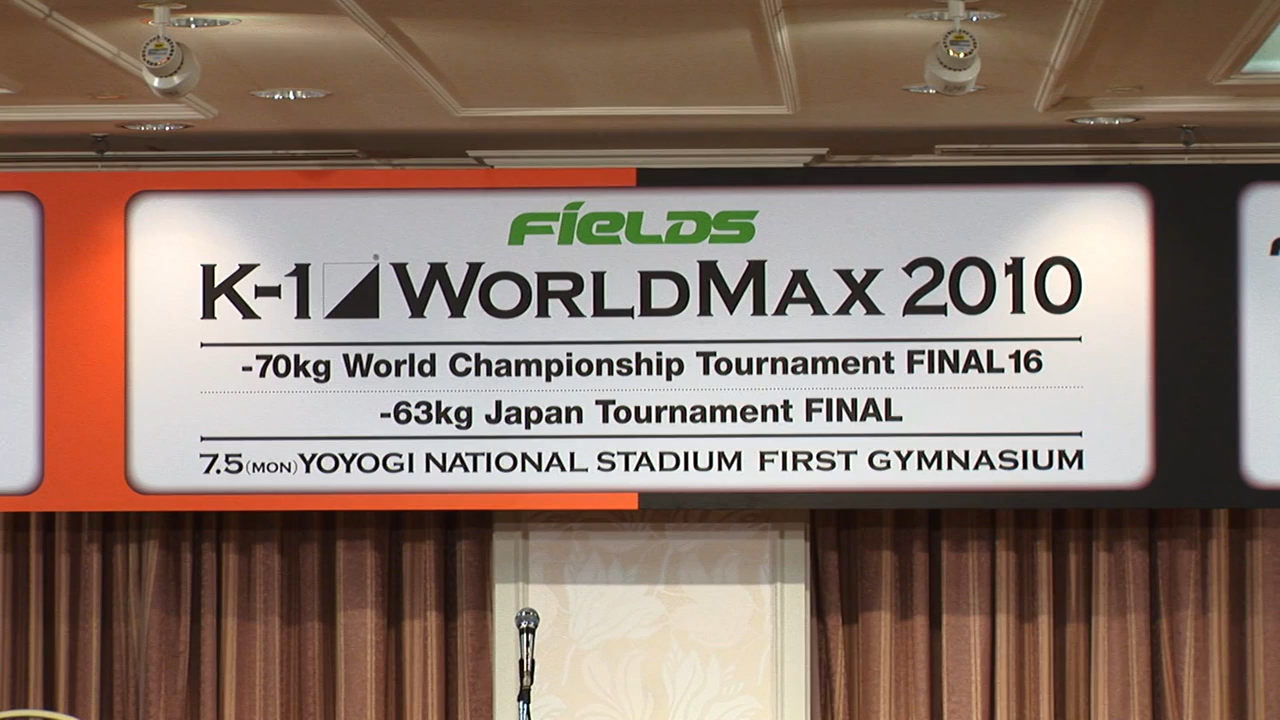 FieLDS
K-1 ® WORLDMAX 2010
-70kg World Championship Tournament FINAL16
-63kg Japan Tournament FINAL
7.5(MON) YOYOGI NATIONAL STADIUM FIRST GYMNASIUM